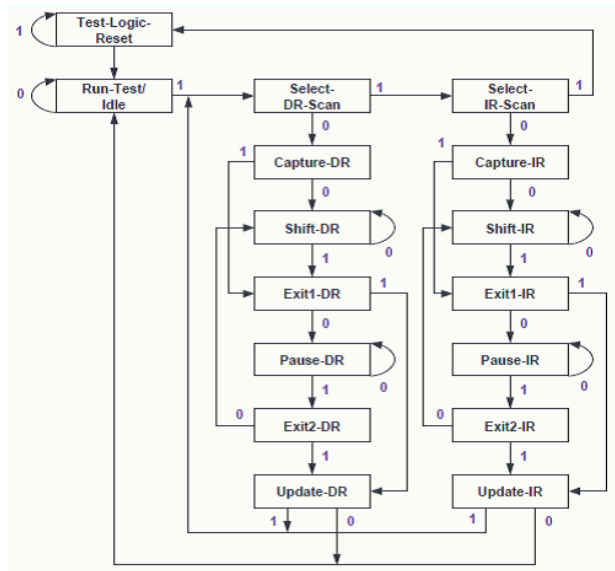 Test-Logic-
Reset
1
Run-Test/
Idle
0
1
Select-
DR-Scan
1
Select-
IR-Scan
1
0
0
1
Capture-DR
1
Capture-IR
0
0
Shift-DR
0
Shift-IR
0
1
1
Exit1-DR
1
Exit1-IR
1
0
0
Pause-DR
0
Pause-IR
0
1
1
0
Exit2-DR
0
Exit2-IR
1
1
Update-DR
Update-IR
1
0
1
0